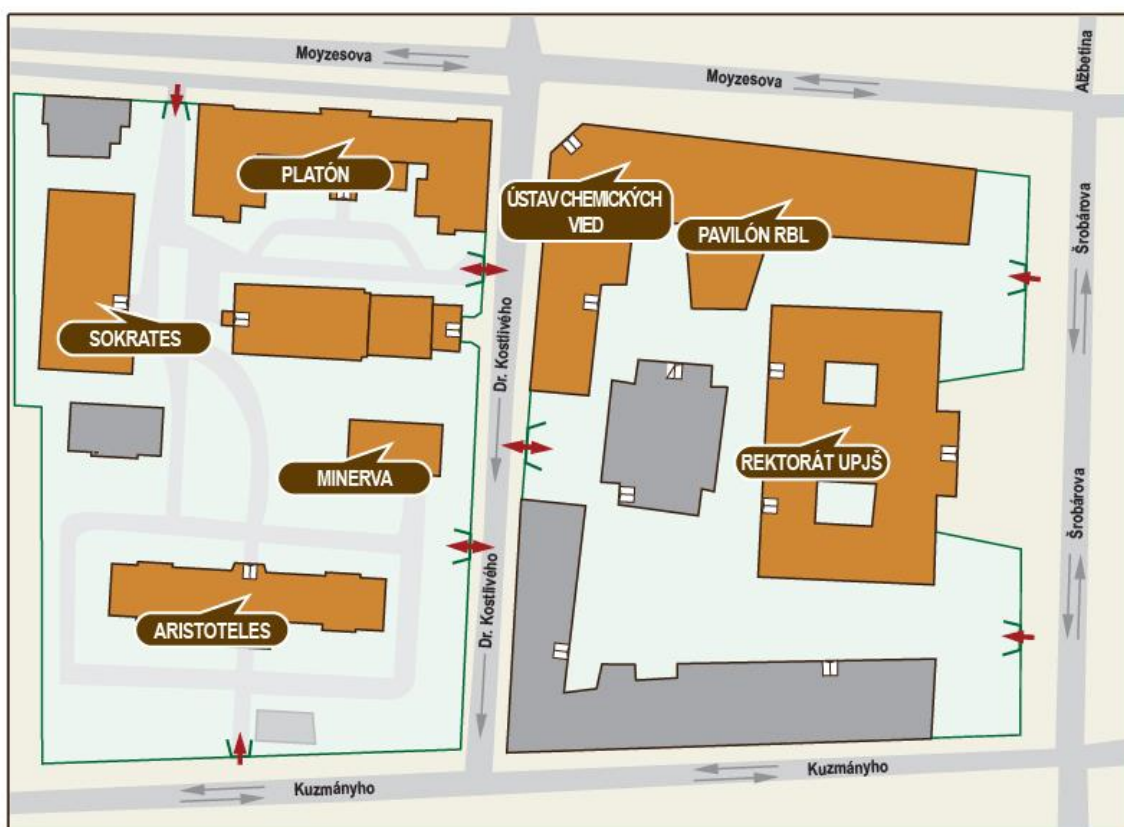 Moyzesova
Moyzesova
Alžbetina
PLATÓN
ÚSTAV CHEMICKÝCH
VIED
PAVILÓN RBL
Šrobárova
SOKRATES
Dr. Kostlivého
MINERVA
REKTORÁT UPJŠ
Šrobárova
Dr. Kostlivého
ARISTOTELES
Kuzmányho
Kuzmányho